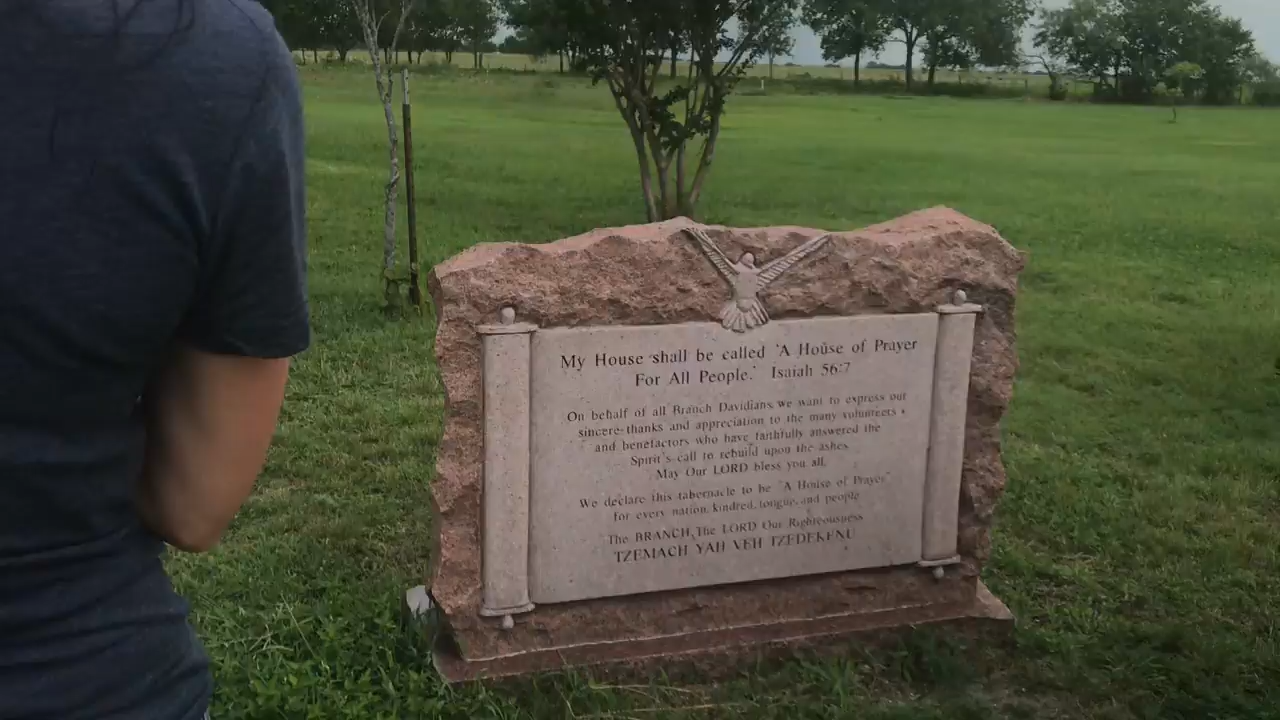 My House shall be called 'A House of Prayer
For All People.' Isaiah 56:7
On behalf of all Branch Davidians, we want to express our
sincere thanks and appreciation to the many volunteers
and benefactors who have faithfully answered the
Spirit's call to rebuild upon the ashes.
May Our LORD bless you all.
We declare this tabernacle to be "A House of Prayer"
for every nation, kindred, tongue, and people
The BRANCH, The LORD Our Righteousness
TZEMACH YAH VEH TZEDEKENU